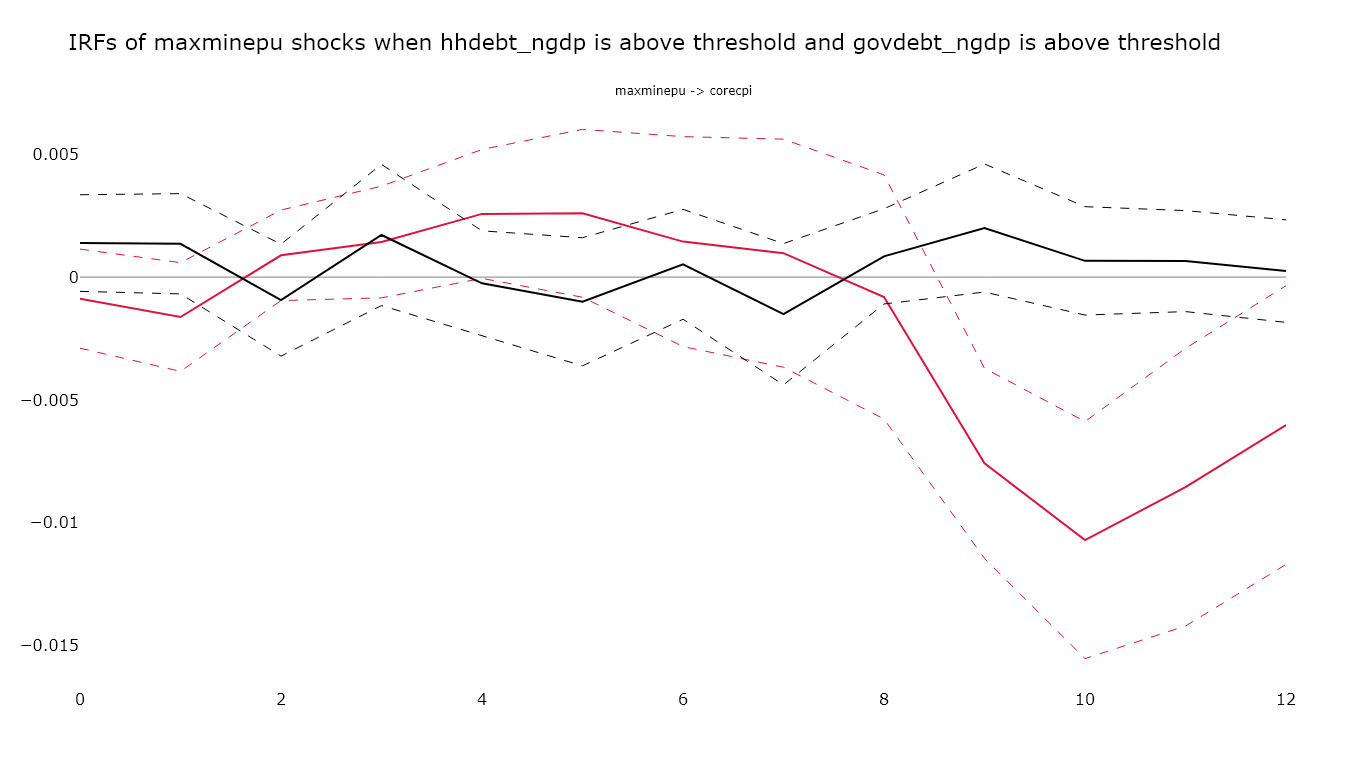 IRFs of maxminepu shocks when hhdebt_ngdp is above threshold and govdebt_ngdp is above threshold
maxminepu -> corecpi
0.005
0
−0.005
−0.01
−0.015
0 2 4 6 8 10 12